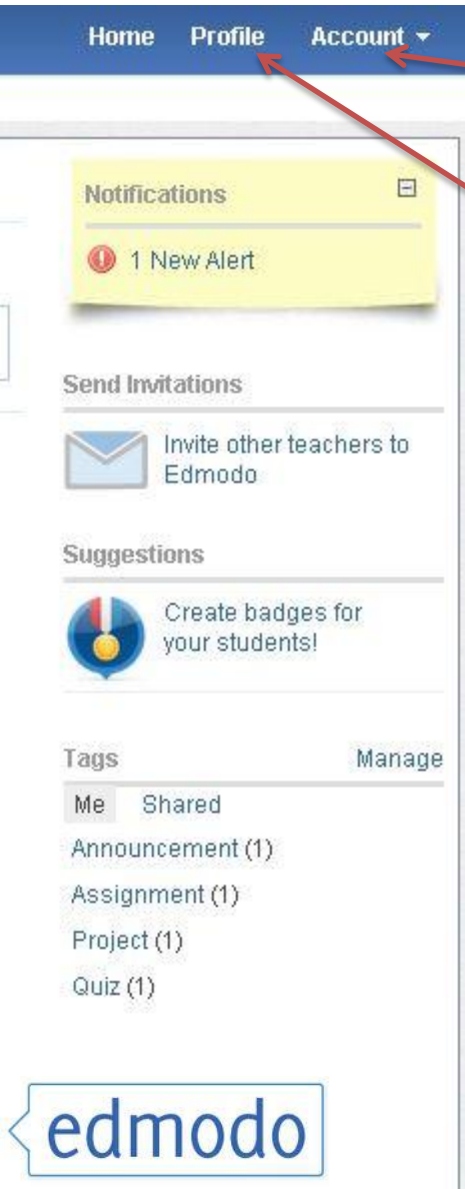 Home Profile Account
Notifications
1 New Alert
Send Invitations
Invite other teachers to
Edmodo
Suggestions
Create badges for
your students!
Tags Manage
Me Shared
Announcement (1)
Assignment (1)
Project (1)
Quiz (1)
edmodo